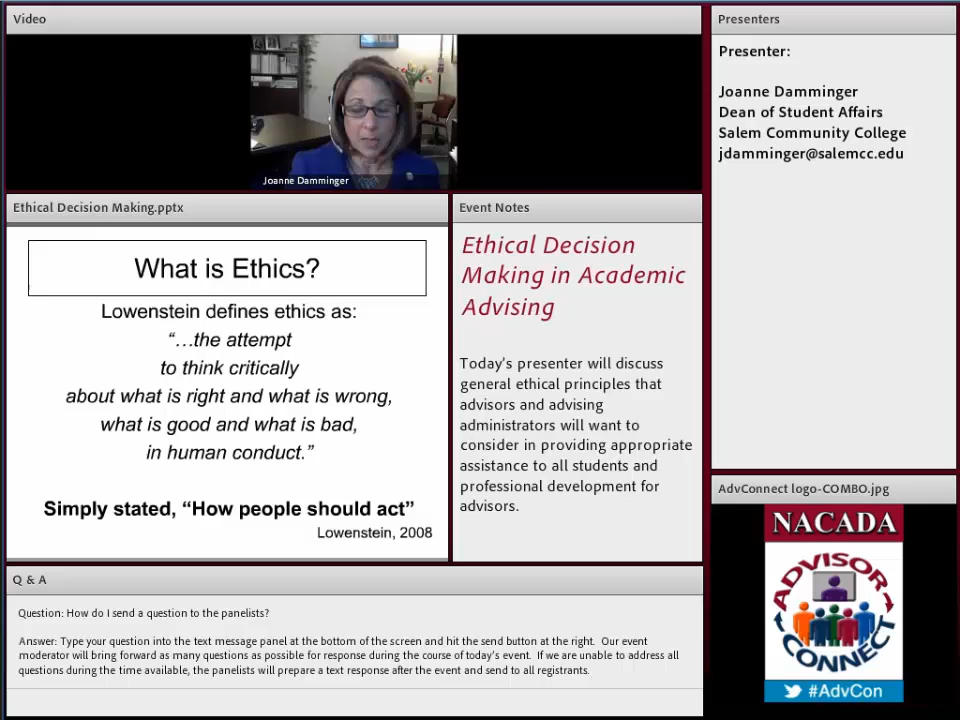 Video
Joanne Damminger
Presenters
Presenter:
Joanne Damminger
Dean of Student Affairs
Salem Community College
jdamminger@salemcc.edu
Ethical Decision Making.pptx
What is Ethics?
Lowenstein defines ethics as:
“…the attempt
to think critically
about what is right and what is wrong,
what is good and what is bad,
in human conduct.”
Simply stated, “How people should act”
Lowenstein, 2008
Event Notes
Ethical Decision
Making in Academic
Advising
Today’s presenter will discuss
general ethical principles that
advisors and advising
administrators will want to
consider in providing appropriate
assistance to all students and
professional development for
advisors.
AdvConnect logo-COMBO.jpg
NACADA
ADVISOR
CONNECT
#AdvCon
Q & A
Question: How do I send a question to the panelists?
Answer: Type your question into the text message panel at the bottom of the screen and hit the send button at the right. Our event
moderator will bring forward as many questions as possible for response during the course of today’s event. If we are unable to address all
questions during the time available, the panelists will prepare a text response after the event and send to all registrants.